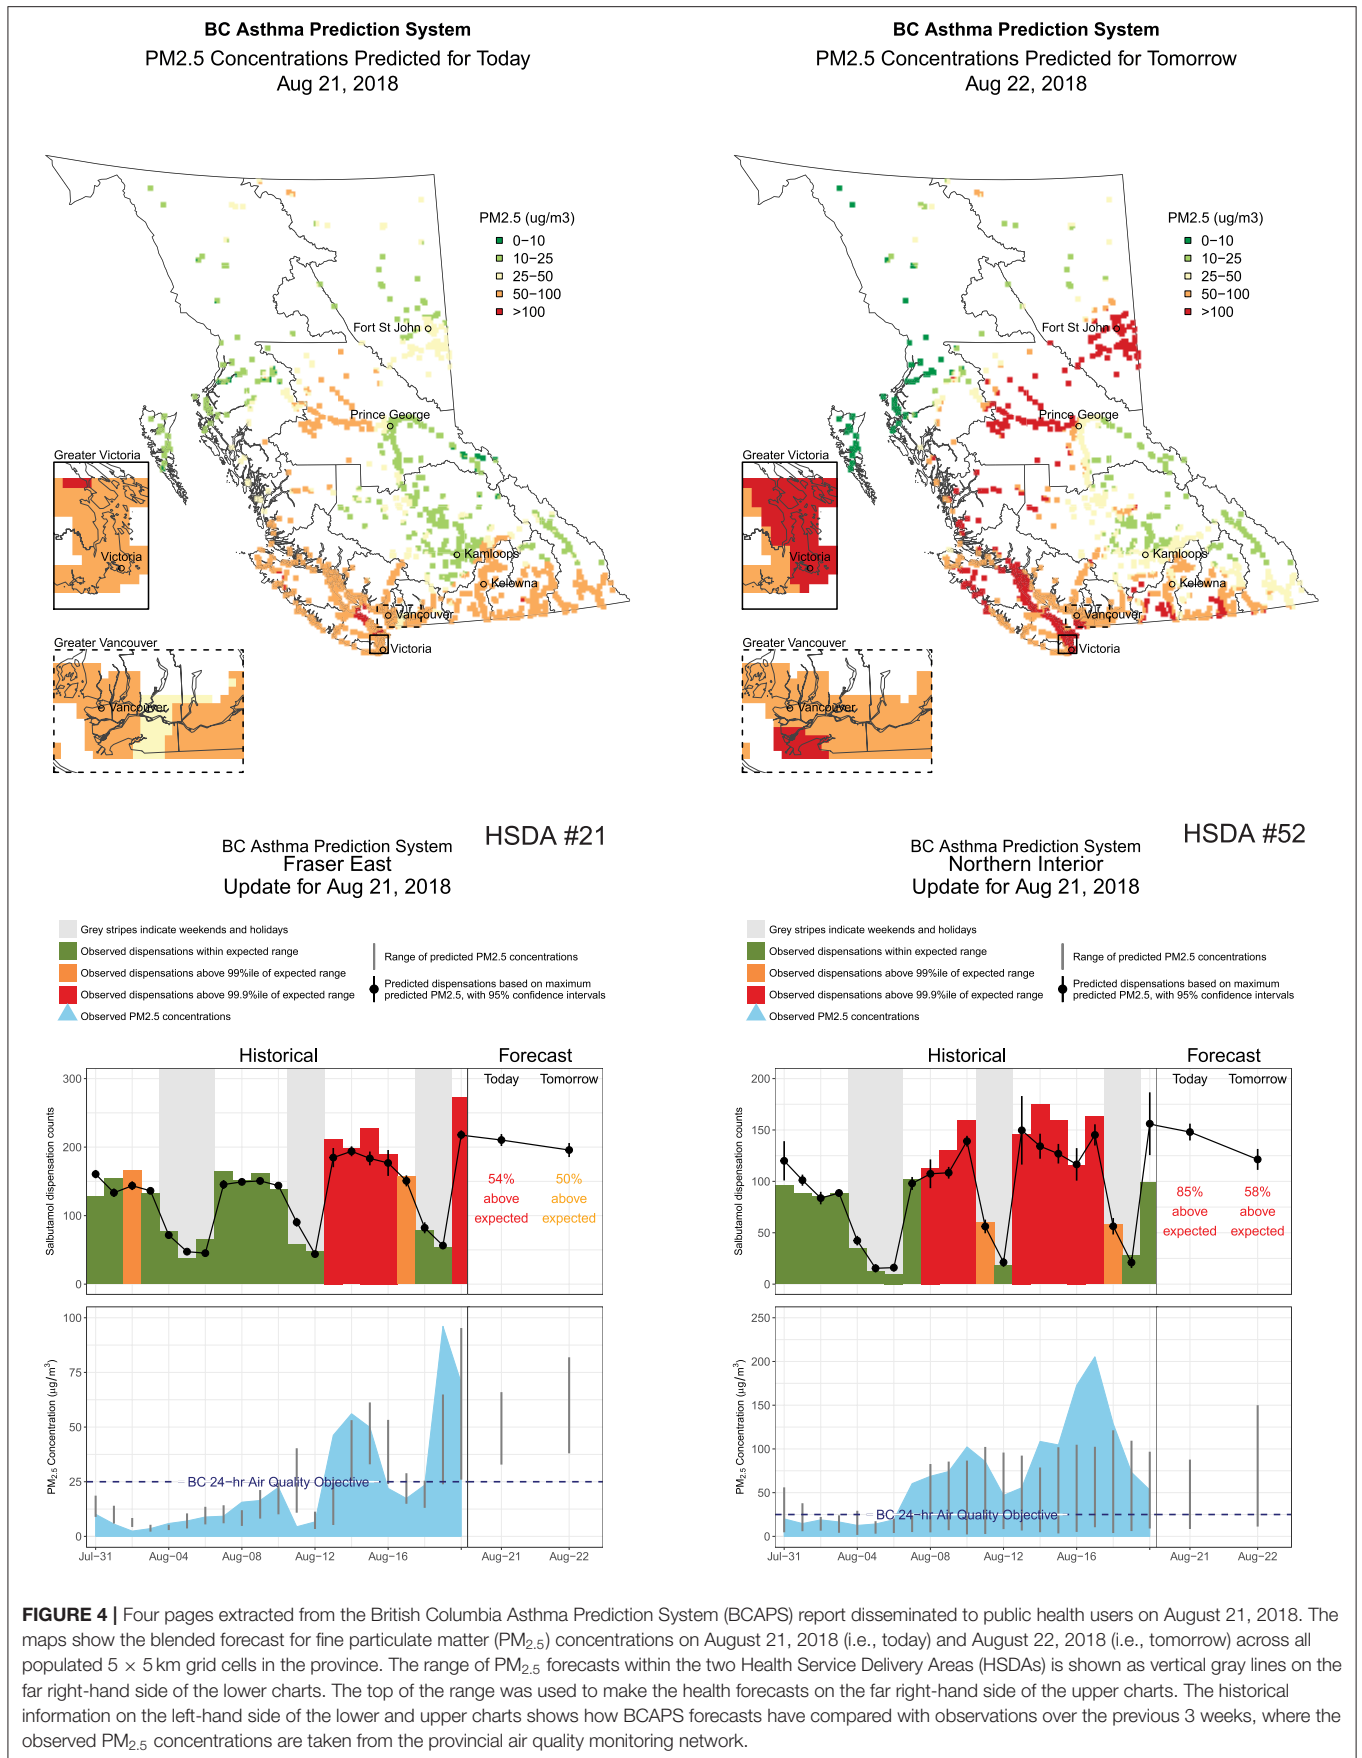 BC Asthma Prediction System
PM2.5 Concentrations Predicted for Today
Aug 21, 2018
PM2.5 (ug/m3)
0−10
10−25
25−50
50−100
>100
Fort St John
Prince George
Greater Victoria
Victoria
Kamloops
Kelowna
Vancouver
Victoria
Greater Vancouver
Vancouver
BC Asthma Prediction System
PM2.5 Concentrations Predicted for Tomorrow
Aug 22, 2018
PM2.5 (ug/m3)
0−10
10−25
25−50
50−100
>100
Fort St John
Prince George
Greater Victoria
Victoria
Kamloops
Kelowna
Vancouver
Victoria
Greater Vancouver
Vancouver
HSDA #21
BC Asthma Prediction System
Fraser East
Update for Aug 21, 2018
Grey stripes indicate weekends and holidays
Observed dispensations within expected range
Observed dispensations above 99%ile of expected range
Observed dispensations above 99.9%ile of expected range
Observed PM2.5 concentrations
Range of predicted PM2.5 concentrations
Predicted dispensations based on maximum
predicted PM2.5, with 95% confidence intervals
Historical
Forecast
Today
Tomorrow
Salbutamol dispensation counts
300
200
100
0
54%
above
expected
50%
above
expected
PM2.5 Concentration (µg/m³)
100
75
50
25
0
BC 24−hr Air Quality Objective
Jul−31
Aug−04
Aug−08
Aug−12
Aug−16
Aug−21
Aug−22
HSDA #52
BC Asthma Prediction System
Northern Interior
Update for Aug 21, 2018
Grey stripes indicate weekends and holidays
Observed dispensations within expected range
Observed dispensations above 99%ile of expected range
Observed dispensations above 99.9%ile of expected range
Observed PM2.5 concentrations
Range of predicted PM2.5 concentrations
Predicted dispensations based on maximum
predicted PM2.5, with 95% confidence intervals
Historical
Forecast
Today
Tomorrow
Salbutamol dispensation counts
200
150
100
50
0
85%
above
expected
58%
above
expected
PM2.5 Concentration (µg/m³)
250
200
150
100
50
0
BC 24−hr Air Quality Objective
Jul−31
Aug−04
Aug−08
Aug−12
Aug−16
Aug−21
Aug−22
FIGURE 4 | Four pages extracted from the British Columbia Asthma Prediction System (BCAPS) report disseminated to public health users on August 21, 2018. The
maps show the blended forecast for fine particulate matter (PM2.5) concentrations on August 21, 2018 (i.e., today) and August 22, 2018 (i.e., tomorrow) across all
populated 5 × 5 km grid cells in the province. The range of PM2.5 forecasts within the two Health Service Delivery Areas (HSDAs) is shown as vertical gray lines on the
far right-hand side of the lower charts. The top of the range was used to make the health forecasts on the far right-hand side of the upper charts. The historical
information on the left-hand side of the lower and upper charts shows how BCAPS forecasts have compared with observations over the previous 3 weeks, where the
observed PM2.5 concentrations are taken from the provincial air quality monitoring network.